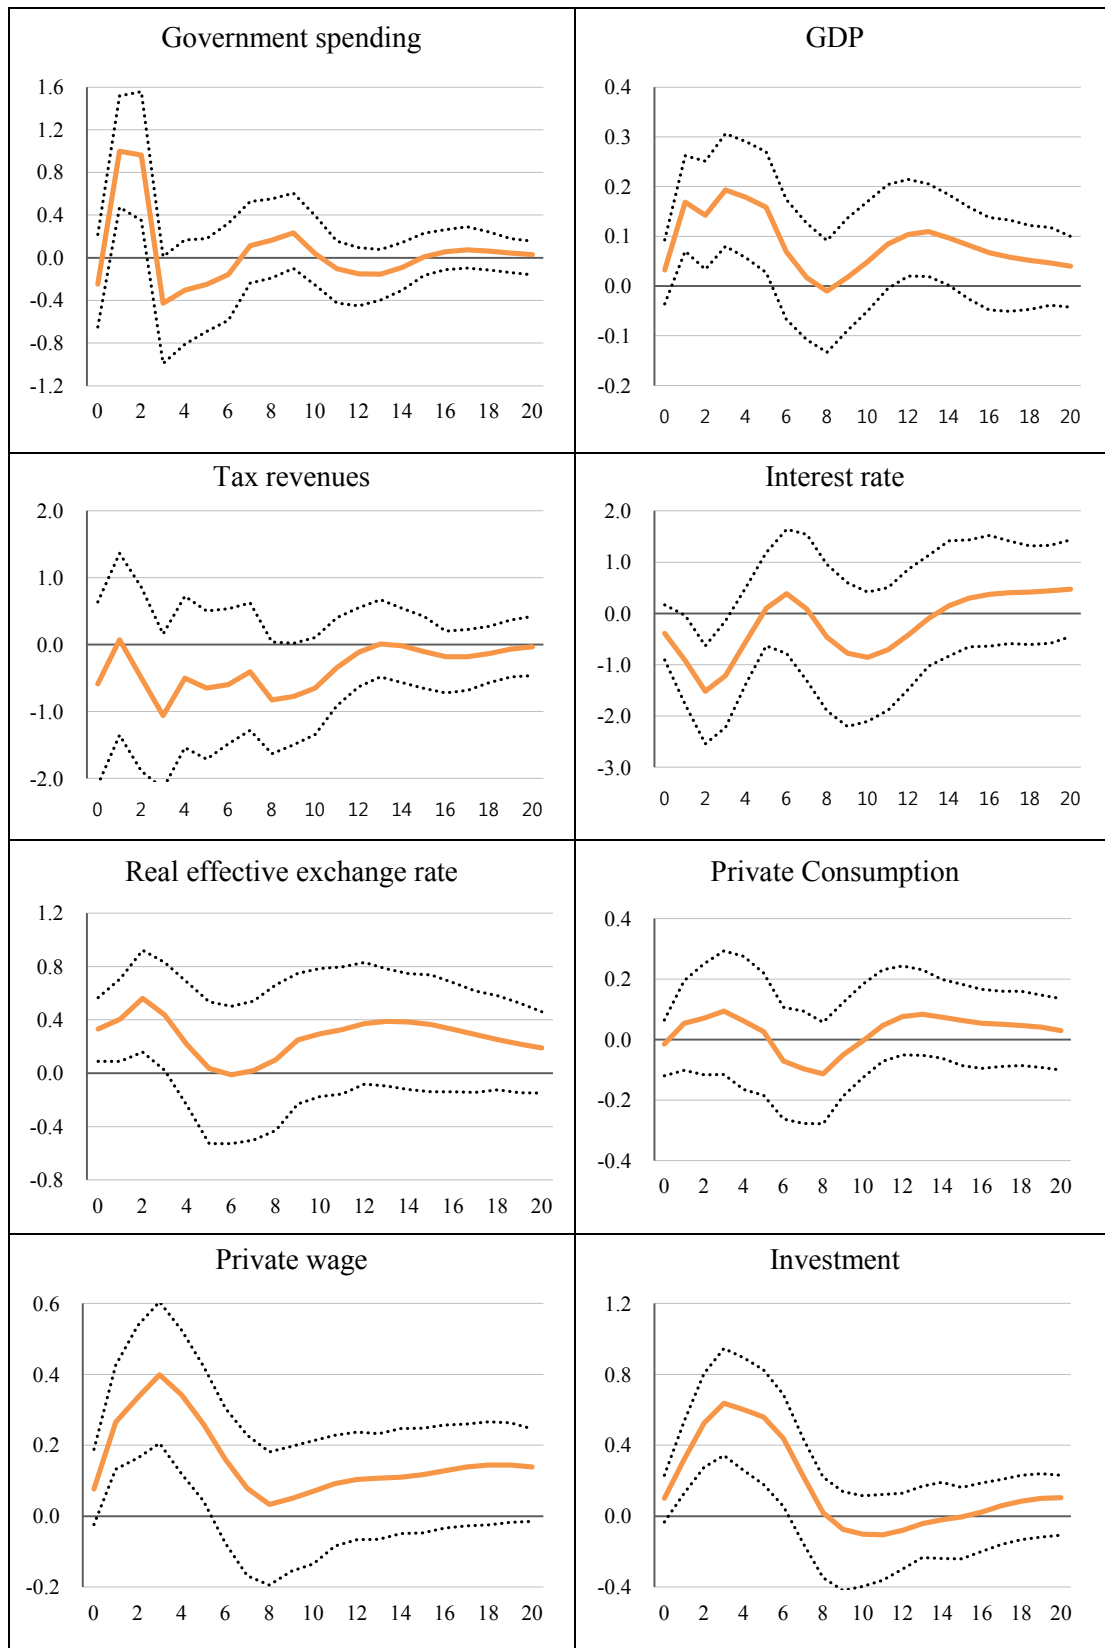 Government spending
1.6
1.2
0.8
0.4
0.0
-0.4
-0.8
-1.2
0 2 4 6 8 10 12 14 16 18 20
GDP
0.4
0.3
0.2
0.1
0.0
-0.1
-0.2
0 2 4 6 8 10 12 14 16 18 20
Tax revenues
2.0
1.0
0.0
-1.0
-2.0
0 2 4 6 8 10 12 14 16 18 20
Interest rate
2.0
1.0
0.0
-1.0
-2.0
-3.0
0 2 4 6 8 10 12 14 16 18 20
Real effective exchange rate
1.2
0.8
0.4
0.0
-0.4
-0.8
0 2 4 6 8 10 12 14 16 18 20
Private Consumption
0.4
0.2
0.0
-0.2
-0.4
0 2 4 6 8 10 12 14 16 18 20
Private wage
0.6
0.4
0.2
0.0
-0.2
0 2 4 6 8 10 12 14 16 18 20
Investment
1.2
0.8
0.4
0.0
-0.4
0 2 4 6 8 10 12 14 16 18 20